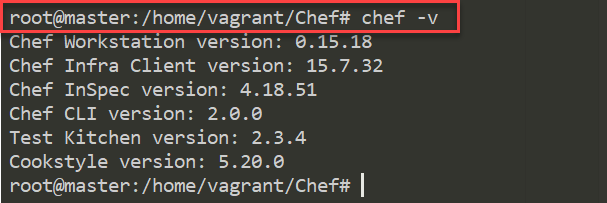 root@master:/home/vagrant/Chef# chef -v
Chef Workstation version: 0.15.18
Chef Infra Client version: 15.7.32
Chef InSpec version: 4.18.51
Chef CLI version: 2.0.0
Test Kitchen version: 2.3.4
Cookstyle version: 5.20.0
root@master:/home/vagrant/Chef#